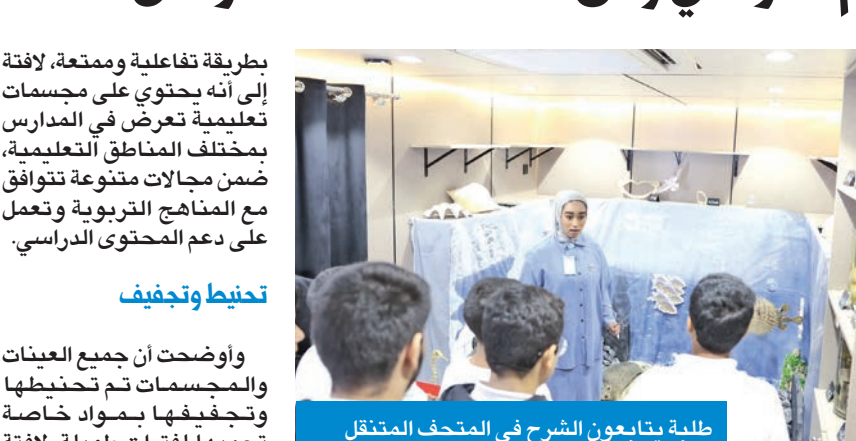 بطريقة تفاعلية وممتعة، لافتة
إلى أنه يحتوي على مجسمات
تعليمية تعرض في المدارس
بمختلف المناطق التعليمية،
ضمن مجالات متنوعة تتوافق
مع المناهج التربوية وتعمل
على دعم المحتوى الدراسي.
تحنيط وتجفيف
وأوضحت أن جميع العينات
والمجسمات تم تحنيطها
وتجفيفها بمواد خاصة
طلبة يتابعون الشرح في المتحف المتنقل